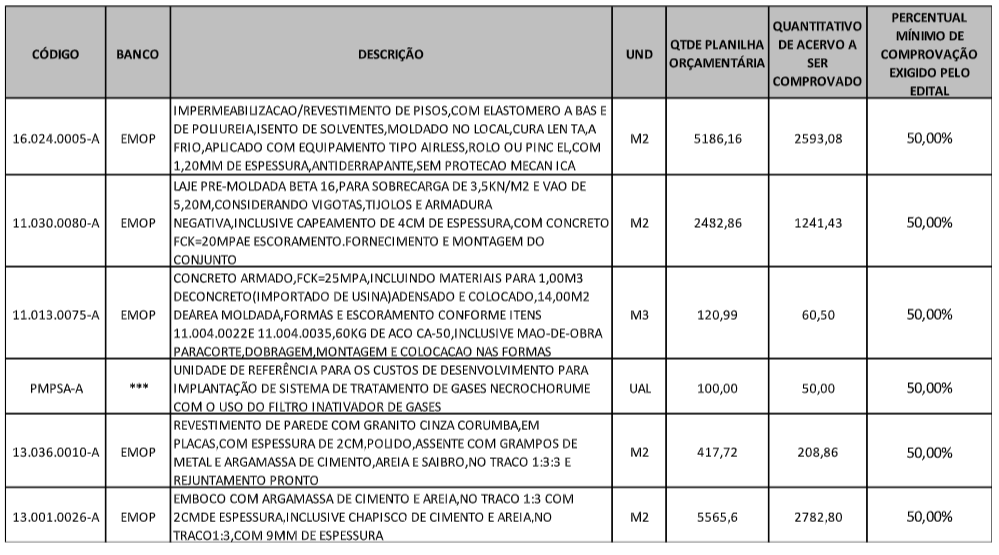 CÓDIGO BANCO DESCRIÇÃO UND QTDE PLANILHA ORÇAMENTÁRIA QUANTITATIVO DE ACERVO A SER COMPROVADO PERCENTUAL MÍNIMO DE COMPROVAÇÃO EXIGIDO PELO EDITAL
16.024.0005-A EMOP
IMPERMEABILIZACAO/REVESTIMENTO DE PISOS,COM ELASTOMERO A BAS E
DE POLIUREIA,ISENTO DE SOLVENTES,MOLDADO NO LOCAL,CURA LEN TA,A
FRIO,APLICADO COM EQUIPAMENTO TIPO AIRLESS,ROLO OU PINC EL,COM
1,20MM DE ESPESSURA,ANTIDERRAPANTE,SEM PROTECAO MECAN ICA
M2 5186,16 2593,08 50,00%
11.030.0080-A EMOP
LAJE PRE-MOLDADA BETA 16,PARA SOBRECARGA DE 3,5KN/M2 E VAO DE
5,20M,CONSIDERANDO VIGOTAS,TIJOLOS E ARMADURA
NEGATIVA,INCLUSIVE CAPEAMENTO DE 4CM DE ESPESSURA,COM CONCRETO
FCK=20MPAE ESCORAMENTO.FORNECIMENTO E MONTAGEM DO
CONJUNTO
M2 2482,86 1241,43 50,00%
11.013.0075-A EMOP
CONCRETO ARMADO,FCK=25MPA,INCLUINDO MATERIAIS PARA 1,00M3
DECONCRETO(IMPORTADO DE USINA)ADENSADO E COLOCADO,14,00M2
DEAREA MOLDADA,FORMAS E ESCORAMENTO CONFORME ITENS
11.004.0022E 11.004.0035,60KG DE ACO CA-50,INCLUSIVE MAO-DE-OBRA
PARACORTE,DOBRAGEM,MONTAGEM E COLOCACAO NAS FORMAS
M3 120,99 60,50 50,00%
PMPSA-A ***
UNIDADE DE REFERÊNCIA PARA OS CUSTOS DE DESENVOLVIMENTO PARA
IMPLANTAÇÃO DE SISTEMA DE TRATAMENTO DE GASES NECROCHORUME
COM O USO DO FILTRO INATIVADOR DE GASES
UAL 100,00 50,00 50,00%
13.036.0010-A EMOP
REVESTIMENTO DE PAREDE COM GRANITO CINZA CORUMBA,EM
PLACAS,COM ESPESSURA DE 2CM,POLIDO,ASSENTE COM GRAMPOS DE
METAL E ARGAMASSA DE CIMENTO,AREIA E SAIBRO,NO TRACO 1:3:3 E
REJUNTAMENTO PRONTO
M2 417,72 208,86 50,00%
13.001.0026-A EMOP
EMBOCO COM ARGAMASSA DE CIMENTO E AREIA,NO TRACO 1:3 COM
2CMDE ESPESSURA,INCLUSIVE CHAPISCO DE CIMENTO E AREIA,NO
TRACO1:3,COM 9MM DE ESPESSURA
M2 5565,6 2782,80 50,00%